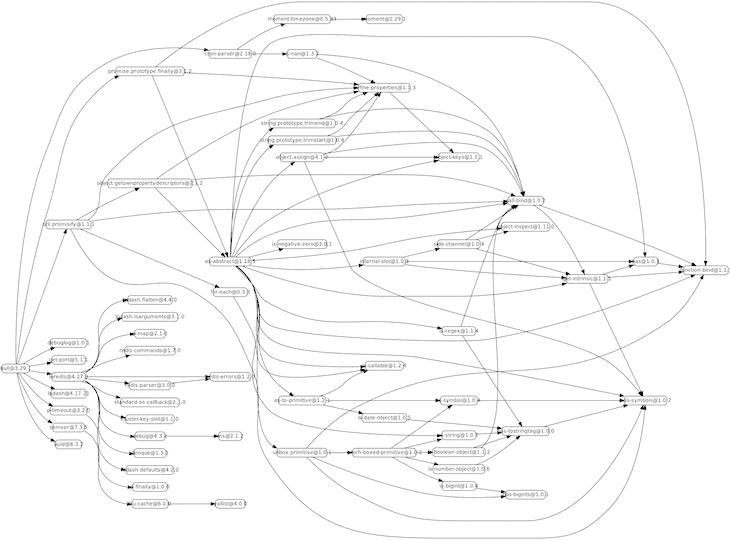 moment-timezone@0.5.33
moment@2.29.1
cron-parser@2.18.0
is-nan@1.3.2
promise.prototype.finally@3.1.2
define-properties@1.1.3
string.prototype.trimend@1.0.4
string.prototype.trimstart@1.0.4
object.assign@4.1.2
object-keys@1.1.1
object.getownpropertydescriptors@2.1.2
call-bind@1.0.2
util.promisify@1.1.1
object-inspect@1.11.0
is-negative-zero@2.0.1
side-channel@1.0.4
es-abstract@1.18.5
internal-slot@1.0.3
has@1.0.3
function-bind@1.1.1
get-intrinsic@1.1.1
for-each@0.3.3
lodash.flatten@4.4.0
lodash.isarguments@3.1.0
is-regex@1.1.4
p-map@2.1.0
debuglog@1.0.1
redis-commands@1.7.0
get-port@5.1.1
is-callable@1.2.4
bull@3.29
ioredis@4.27
redis-parser@3.0.0
redis-errors@1.2.0
lodash@4.17.21
standard-as-callback@2.1.0
es-to-primitive@1.2.1
is-symbol@1.0.4
has-symbols@1.0.2
p-timeout@3.2.0
cluster-key-slot@1.1.0
is-date-object@1.0.5
semver@7.3.5
has-tostringtag@1.0.0
debug@4.3.2
ms@2.1.2
is-string@1.0.7
uuid@8.3.2
denque@1.5.1
unbox-primitive@1.0.1
which-boxed-primitive@1.0.2
is-boolean-object@1.1.2
lodash.defaults@4.2.0
is-number-object@1.0.6
p-finally@1.0.0
is-bigint@1.0.4
has-bigints@1.0.1
lru-cache@6.0.0
yallist@4.0.0